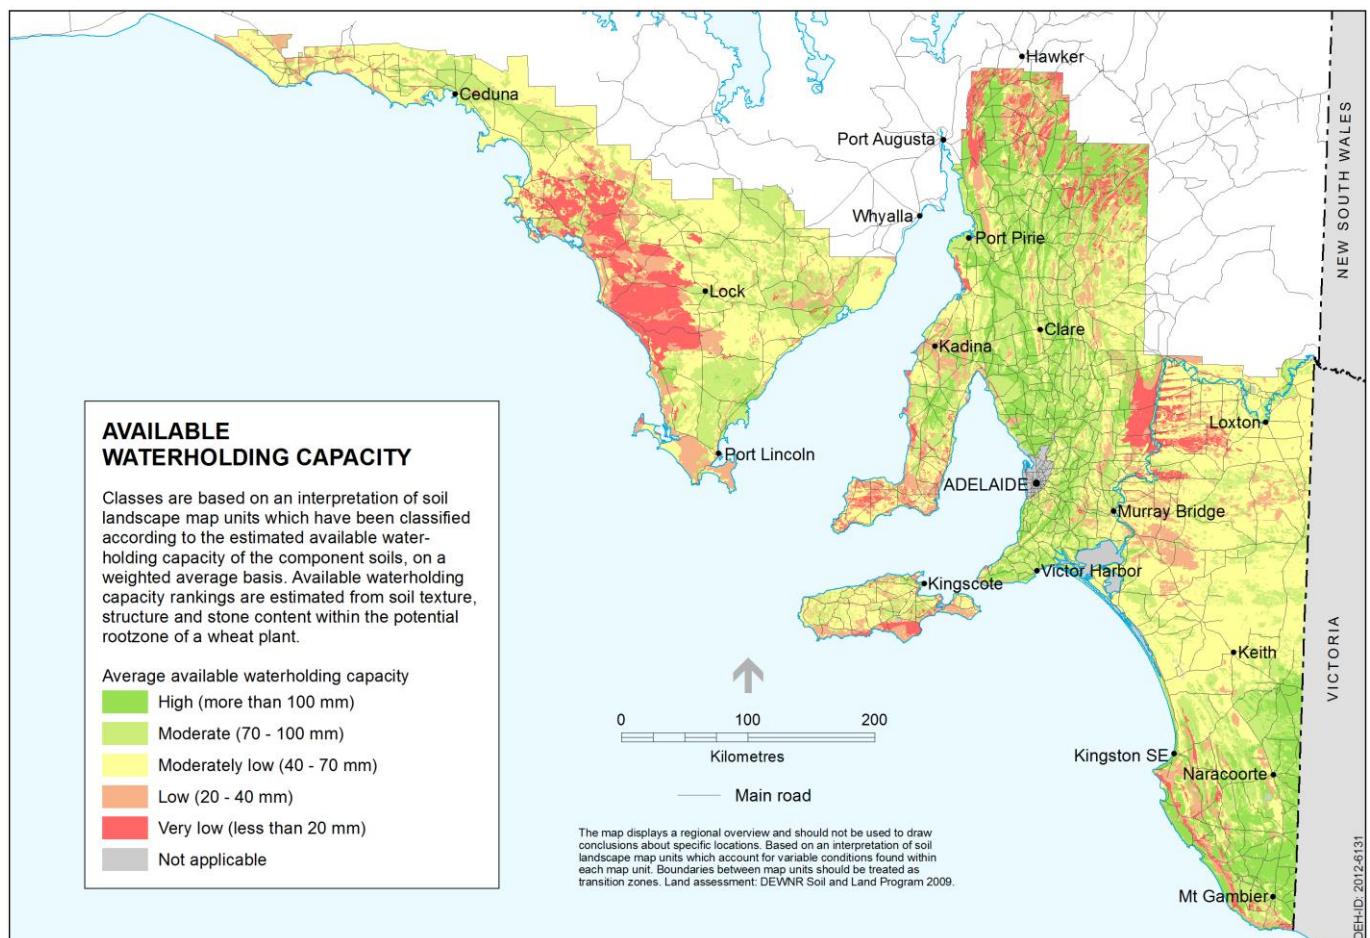 Hawker
Ceduna
Port Augusta
Whyalla
Port Pirie
NEW SOUTH WALES
Lock
Clare
Kadina
Loxton
Port Lincoln
ADELAIDE
Murray Bridge
Kingscote
Victor Harbor
Keith
VICTORIA
Kingston SE
Naracoorte
Mt Gambier
AVAILABLE
WATERHOLDING CAPACITY
Classes are based on an interpretation of soil
landscape map units which have been classified
according to the estimated available water-
holding capacity of the component soils, on a
weighted average basis. Available waterholding
capacity rankings are estimated from soil texture,
structure and stone content within the potential
rootzone of a wheat plant.
Average available waterholding capacity
High (more than 100 mm)
Moderate (70 - 100 mm)
Moderately low (40 - 70 mm)
Low (20 - 40 mm)
Very low (less than 20 mm)
Not applicable
0 100 200
Kilometres
Main road
The map displays a regional overview and should not be used to draw
conclusions about specific locations. Based on an interpretation of soil
landscape map units which account for variable conditions found within
each map unit. Boundaries between map units should be treated as
transition zones. Land assessment: DEWNR Soil and Land Program 2009.
DEH-ID: 2012-6131